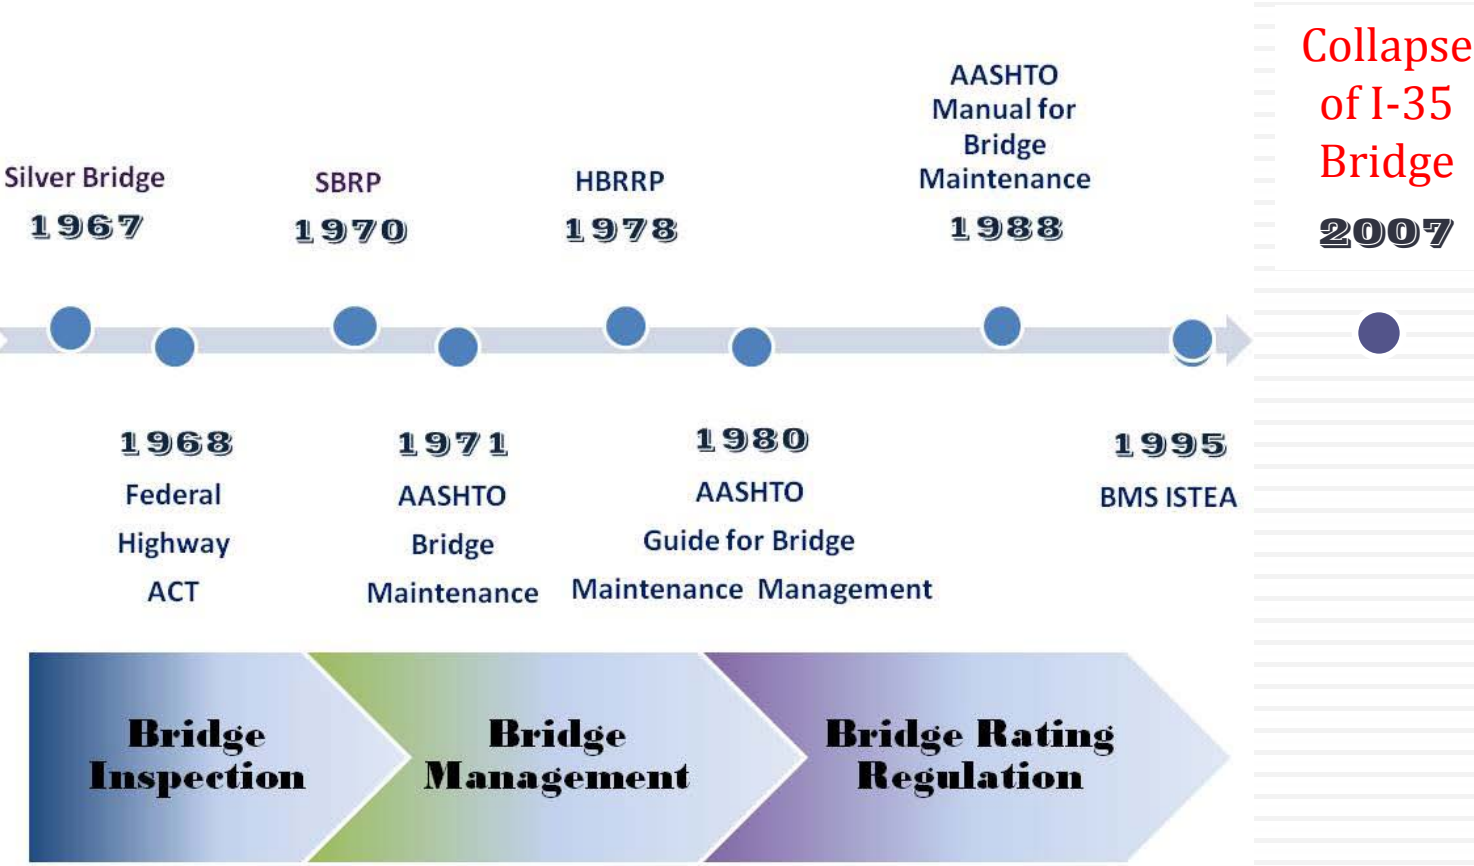 Silver Bridge
1967
SBRP
1970
HBRRP
1978
AASHTO
Manual for
Bridge
Maintenance
1988
Collapse
of I-35
Bridge
2007
1968
Federal
Highway
ACT
1971
AASHTO
Bridge
Maintenance
1980
AASHTO
Guide for Bridge
Maintenance Management
1995
BMS ISTEA
Bridge
Inspection
Bridge
Management
Bridge Rating
Regulation